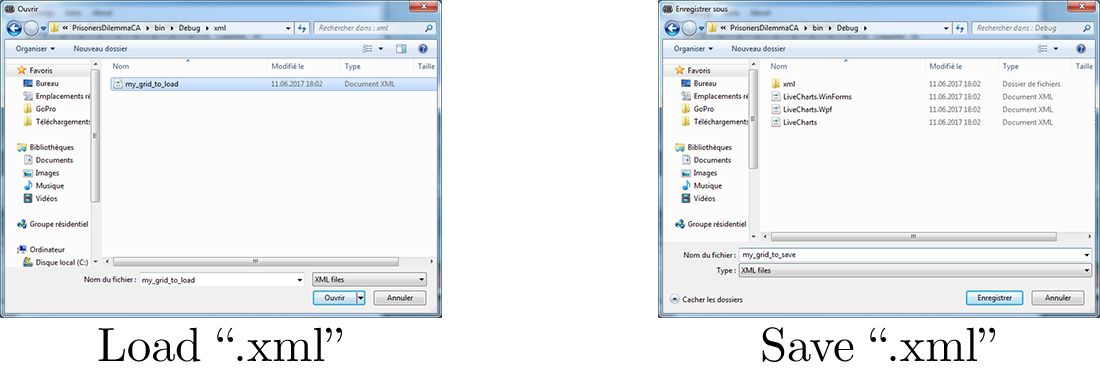 Ouvrir
« PrisonersDilemmaCA ▸ bin ▸ Debug ▸ xml
Rechercher dans : xml
Organiser
Nouveau dossier
Favoris
Bureau
Emplacements ré
GoPro
Téléchargements
Bibliothèques
Documents
Images
Musique
Vidéos
Groupe résidentiel
Ordinateur
Disque local (C:)
Nom Modifié le Type Taille
my_grid_to_load 11.06.2017 18:02 Document XML
Nom du fichier : my_grid_to_load
XML files
Ouvrir
Annuler
Load “.xml”
Enregistrer sous
« PrisonersDilemmaCA ▸ bin ▸ Debug ▸
Rechercher dans : Debug
Organiser
Nouveau dossier
Favoris
Bureau
Emplacements ré
GoPro
Téléchargements
Bibliothèques
Documents
Images
Musique
Vidéos
Groupe résidentiel
Nom Modifié le Type Taille
xml 11.06.2017 18:02 Dossier de fichiers
LiveCharts.WinForms 11.06.2017 18:02 Document XML
LiveCharts.Wpf 11.06.2017 18:02 Document XML
LiveCharts 11.06.2017 18:02 Document XML
Nom du fichier : my_grid_to_save
Type : XML files
Cacher les dossiers
Enregistrer
Annuler
Save “.xml”